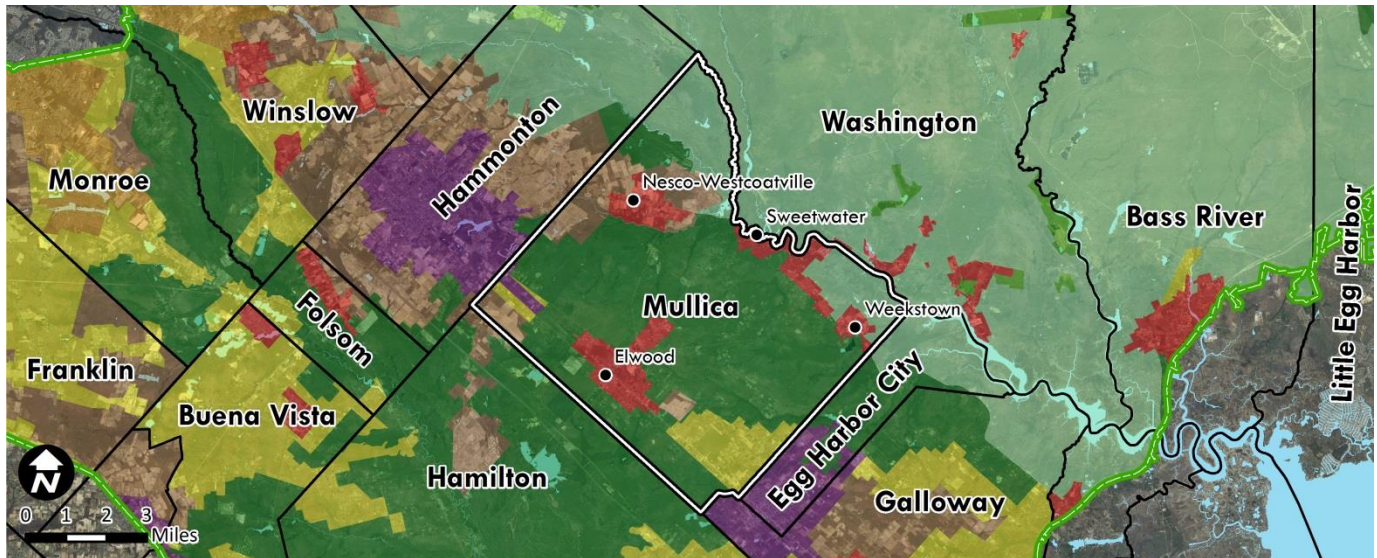 Winslow
Hammonton
Washington
Monroe
Nesco-Westcoatville
Sweetwater
Bass River
Little Egg Harbor
Folsom
Mullica
Weekstown
Elwood
Franklin
Buena Vista
Egg Harbor City
Hamilton
Galloway
N
0 1 2 3
Miles